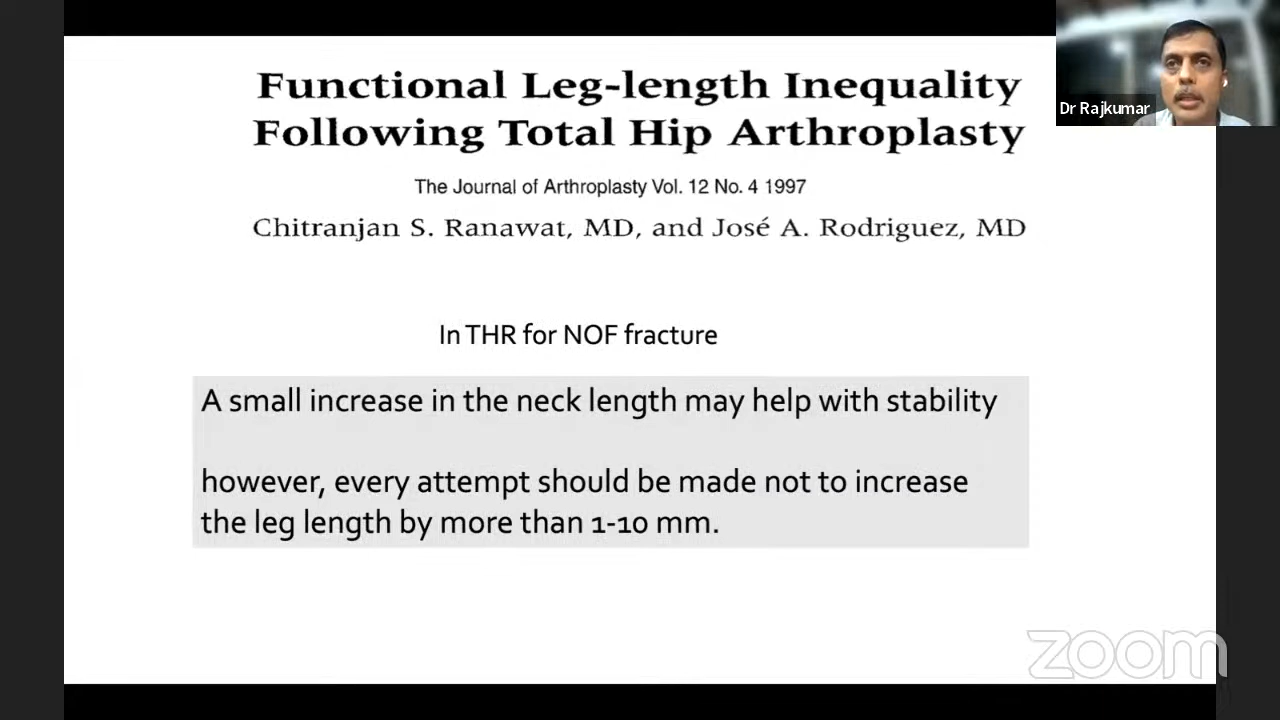 Functional Leg-length Inequality
Following Total Hip Arthroplasty
The Journal of Arthroplasty Vol. 12 No. 4 1997
Chitranjan S. Ranawat, MD, and José A. Rodriguez, MD
Dr Rajkumar
In THR for NOF fracture
A small increase in the neck length may help with stability
however, every attempt should be made not to increase
the leg length by more than 1-10 mm.
zoom